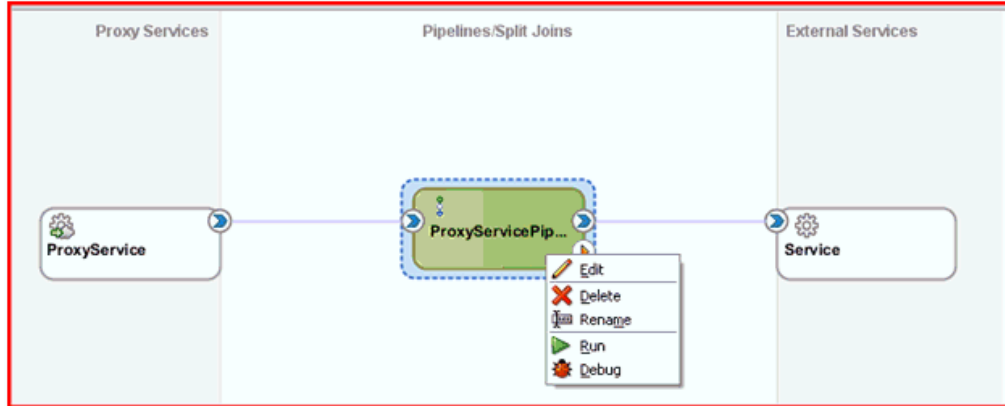 Proxy Services
Pipelines/Split Joins
External Services
ProxyService
ProxyServicePip...
Service
Edit
Delete
Rename
Run
Debug